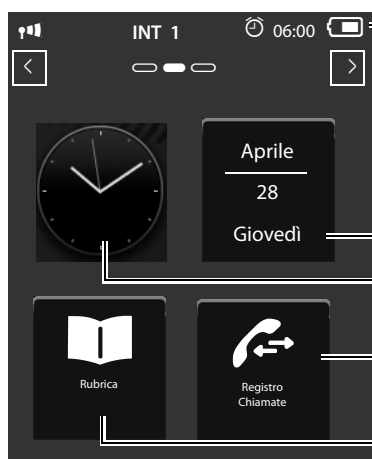 INT 1
06:00
Aprile
28
Giovedì
Rubrica
Registro
Chiamate